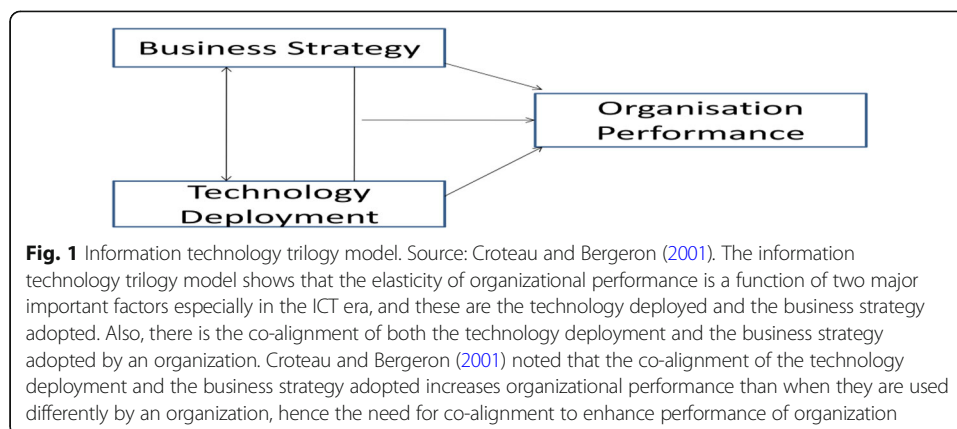 Business Strategy
Organisation
Performance
Technology
Deployment
Fig. 1 Information technology trilogy model. Source: Croteau and Bergeron (2001). The information
technology trilogy model shows that the elasticity of organizational performance is a function of two major
important factors especially in the ICT era, and these are the technology deployed and the business strategy
adopted. Also, there is the co-alignment of both the technology deployment and the business strategy
adopted by an organization. Croteau and Bergeron (2001) noted that the co-alignment of the technology
deployment and the business strategy adopted increases organizational performance than when they are used
differently by an organization, hence the need for co-alignment to enhance performance of organization